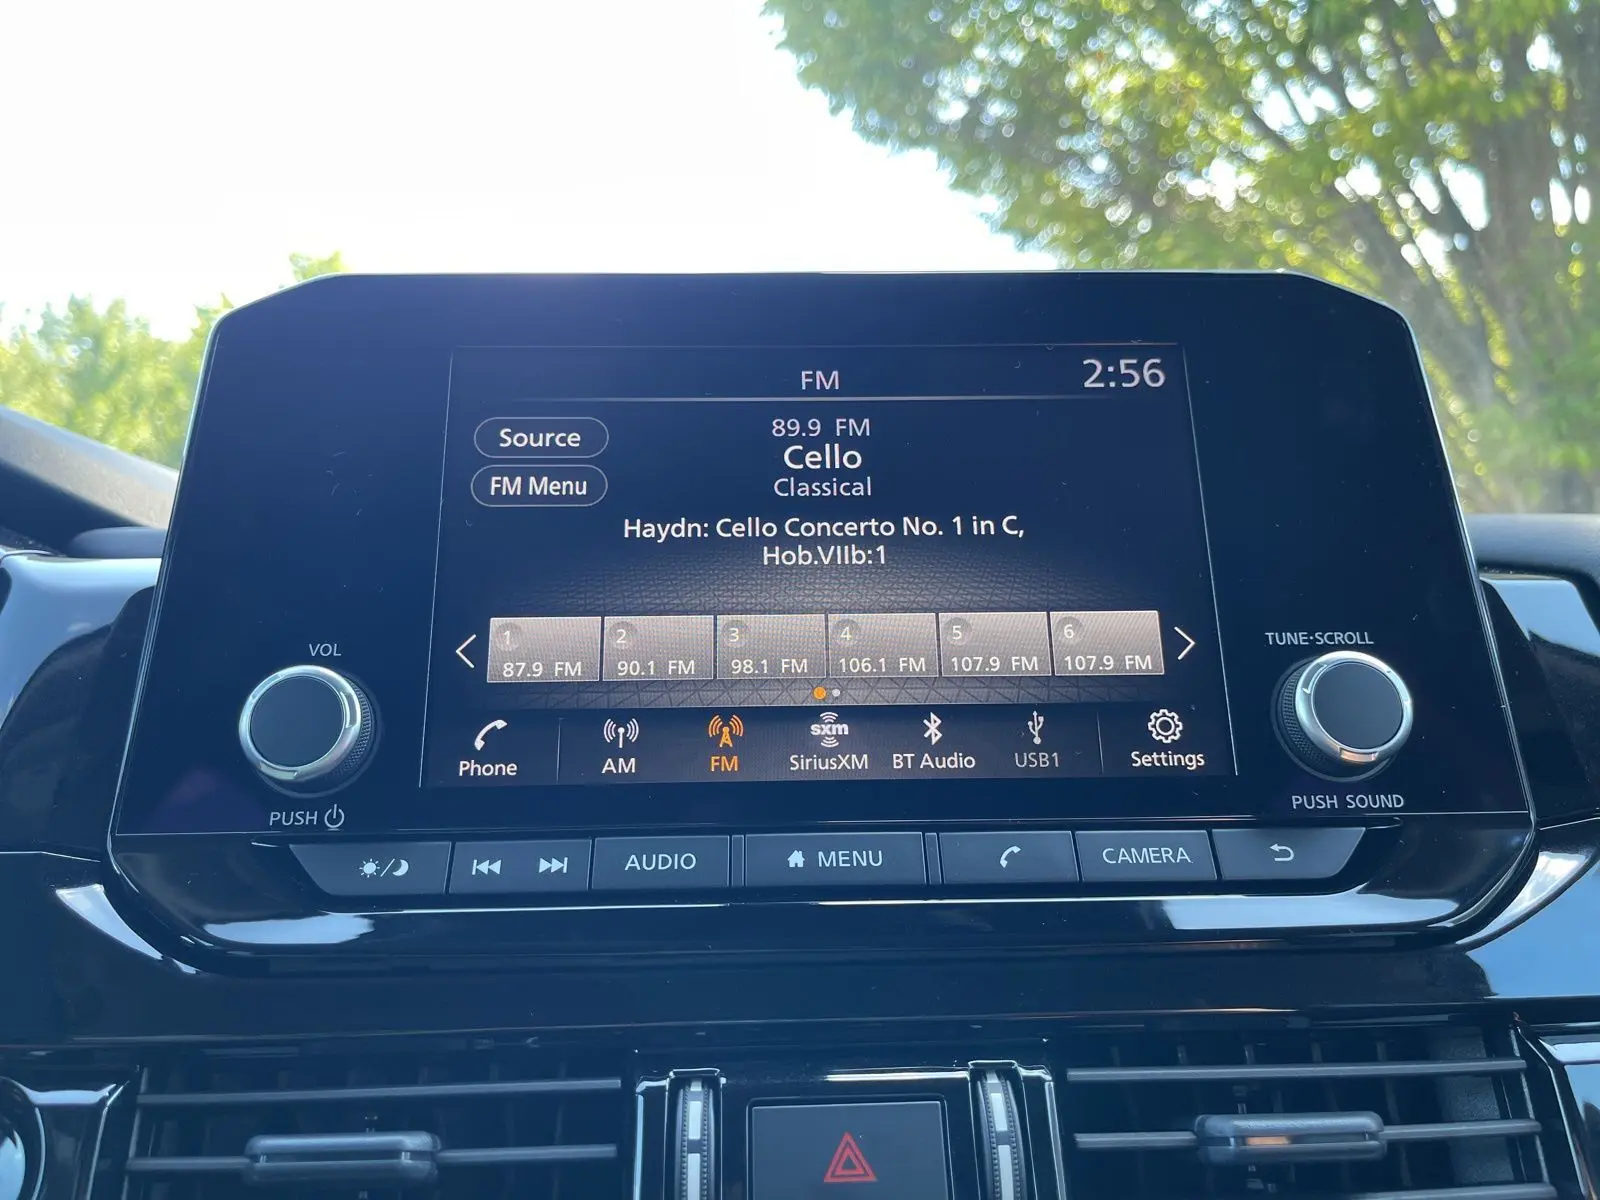 FM
2:56
Source
FM Menu
89.9 FM
Cello
Classical
Haydn: Cello Concerto No. 1 in C,
Hob.VIIb:1
1 2 3 4 5 6
87.9 FM 90.1 FM 98.1 FM 106.1 FM 107.9 FM 107.9 FM
sxm
Phone AM FM SiriusXM BT Audio USB1 Settings
VOL
PUSH
TUNE·SCROLL
PUSH SOUND
AUDIO MENU CAMERA